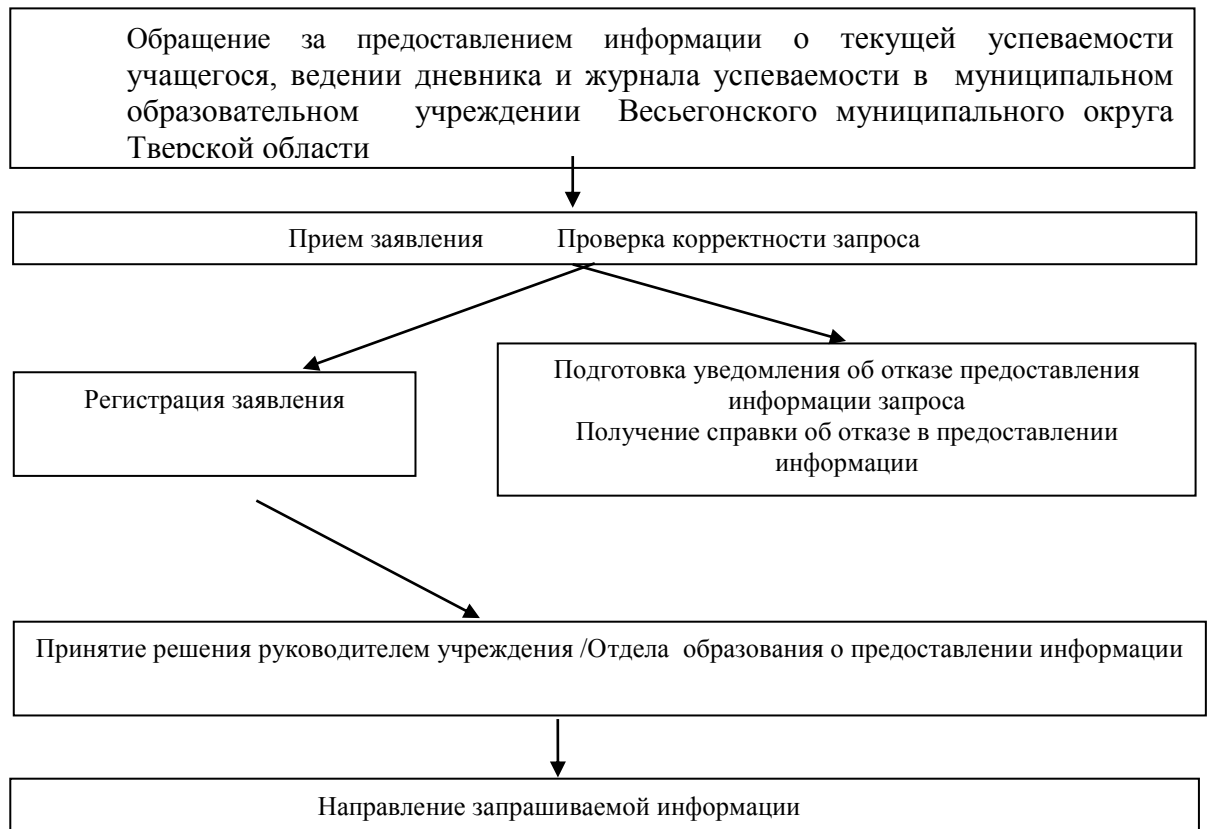 Обращение за предоставлением информации о текущей успеваемости
учащегося, ведении дневника и журнала успеваемости в муниципальном
образовательном учреждении Весьегонского муниципального округа
Тверской области
Прием заявления Проверка корректности запроса
Регистрация заявления
Подготовка уведомления об отказе предоставления
информации запроса
Получение справки об отказе в предоставлении
информации
Принятие решения руководителем учреждения /Отдела образования о предоставлении информации
Направление запрашиваемой информации